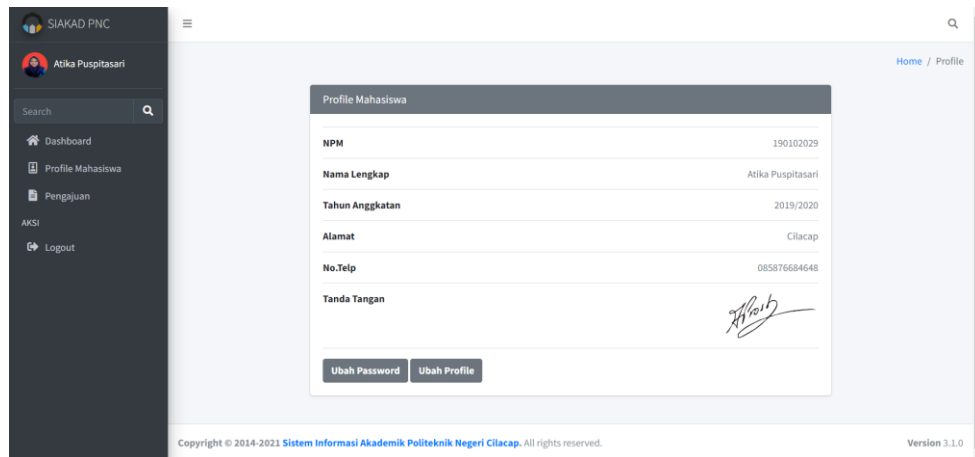 SIAKAD PNC
Atika Puspitasari
Search
Dashboard
Profile Mahasiswa
Pengajuan
AKSI
Logout
Home / Profile
Profile Mahasiswa
NPM 190102029
Nama Lengkap Atika Puspitasari
Tahun Anggkatan 2019/2020
Alamat Cilacap
No.Telp 085876684648
Tanda Tangan
Ubah Password Ubah Profile
Copyright © 2014-2021 Sistem Informasi Akademik Politeknik Negeri Cilacap. All rights reserved. Version 3.1.0